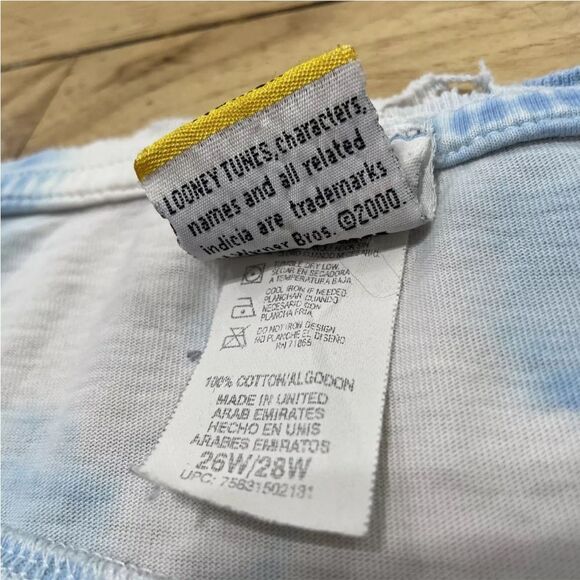 LOONEY TUNES, characters,
names and all related
indicia are trademarks
Bros. ©2000.
TUMBLE DRY LOW.
SECAR EN SECADORA
A TEMPERATURA BAJA
COOL IRON IF NEEDED
PLANCHAR CUANDO
NECESARIO CON
PLANCHA FRIA
DO NOT IRON DESIGN
NO PLANCHE EL DISEÑO
RN 71065
100% COTTON/ALGODON
MADE IN UNITED
ARAB EMIRATES
HECHO EN UNIS
ARABES EMIRATOS
26W/28W
UPC: 75631502131